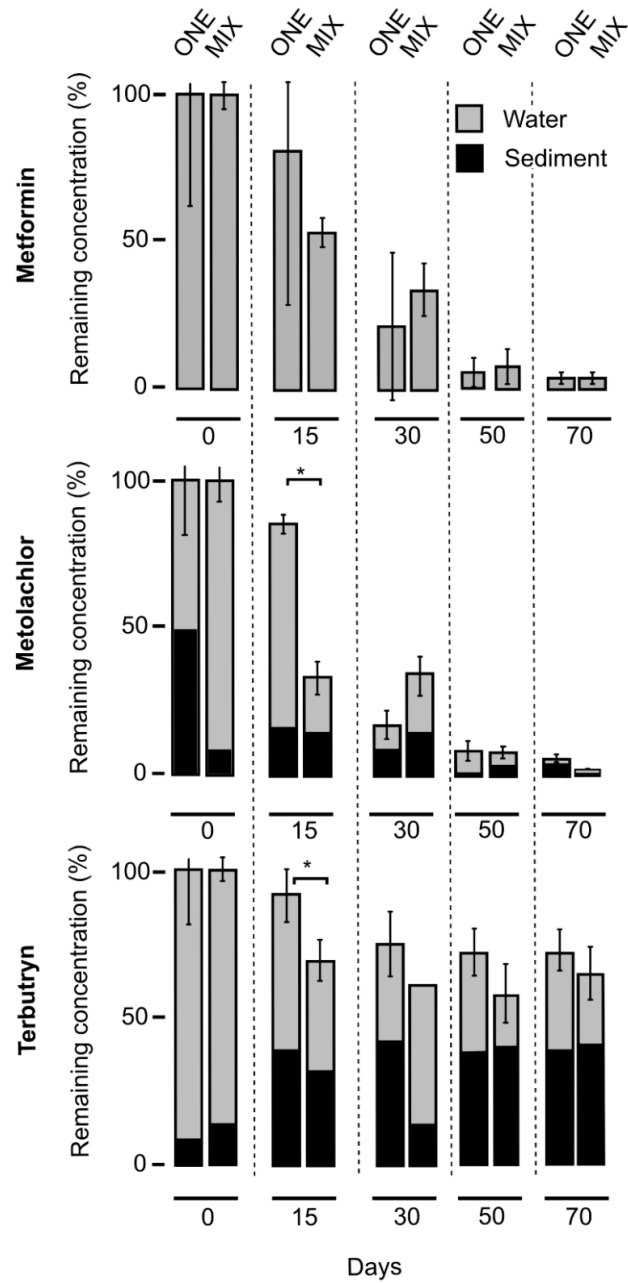 ONE MIX ONE MIX ONE MIX ONE MIX ONE MIX
Metformin
Remaining concentration (%)
100
50
0
Water
Sediment
0 15 30 50 70
Metolachlor
Remaining concentration (%)
100
50
0
*
0 15 30 50 70
Terbutryn
Remaining concentration (%)
100
50
0
*
0 15 30 50 70
Days